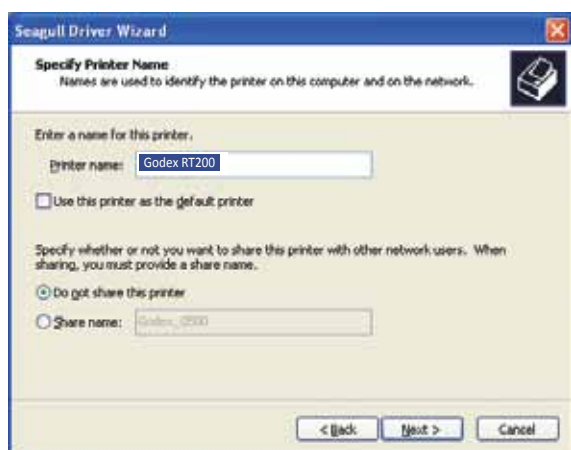 Seagull Driver Wizard
Specify Printer Name
Names are used to identify the printer on this computer and on the network.
Enter a name for this printer.
Printer name: Godex RT200
Use this printer as the default printer
Specify whether or not you want to share this printer with other network users. When
sharing, you must provide a share name.
Do not share this printer
Share name:
< Back Next > Cancel